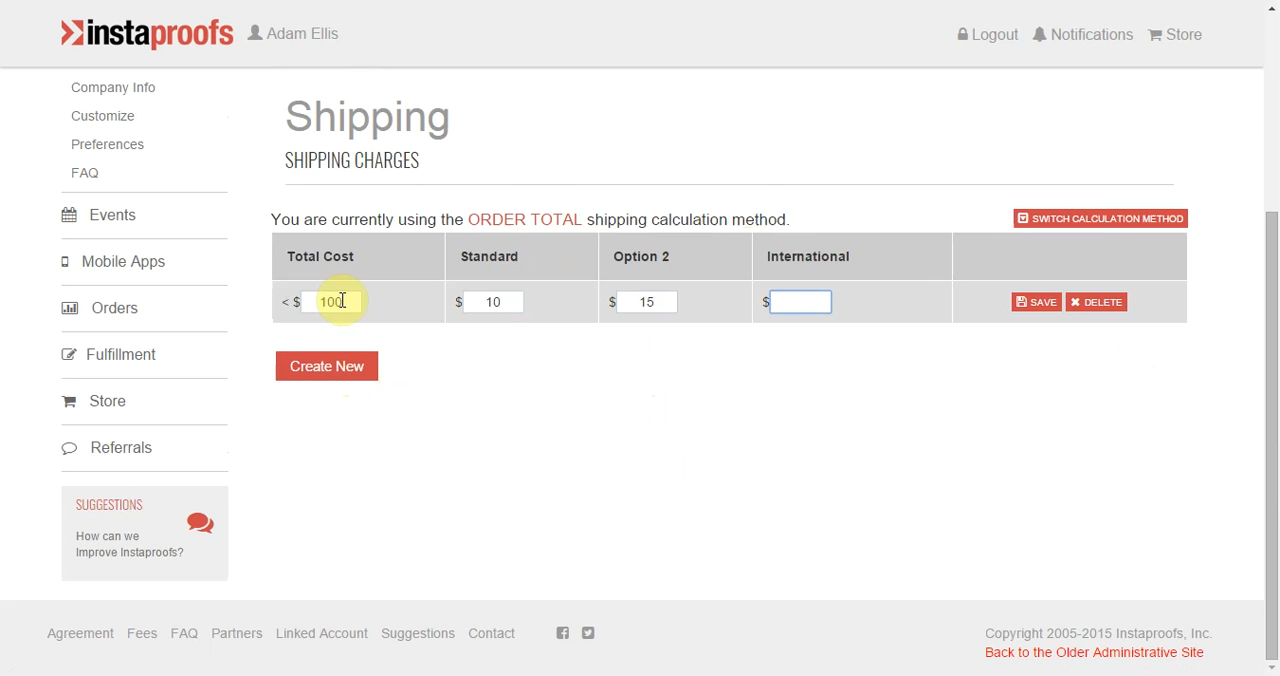 instaproofs Adam Ellis Logout Notifications Store
Company Info
Customize
Preferences
FAQ
Events
Mobile Apps
Orders
Fulfillment
Store
Referrals
SUGGESTIONS
How can we
Improve Instaproofs?
Shipping
SHIPPING CHARGES
You are currently using the ORDER TOTAL shipping calculation method. SWITCH CALCULATION METHOD
Total Cost Standard Option 2 International
< $ 100 $ 10 $ 15 $ SAVE DELETE
Create New
Agreement Fees FAQ Partners Linked Account Suggestions Contact Copyright 2005-2015 Instaproofs, Inc.
Back to the Older Administrative Site